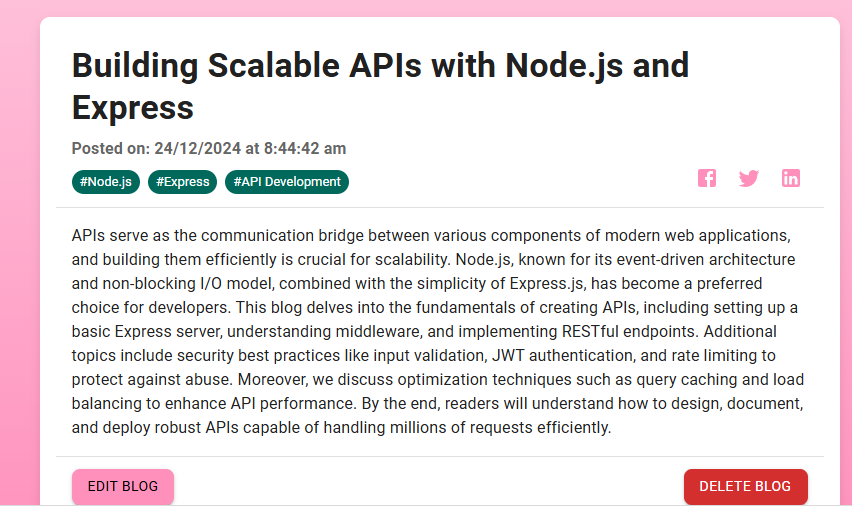 Building Scalable APIs with Node.js and
Express
Posted on: 24/12/2024 at 8:44:42 am
#Node.js #Express #API Development
APIs serve as the communication bridge between various components of modern web applications,
and building them efficiently is crucial for scalability. Node.js, known for its event-driven architecture
and non-blocking I/O model, combined with the simplicity of Express.js, has become a preferred
choice for developers. This blog delves into the fundamentals of creating APIs, including setting up a
basic Express server, understanding middleware, and implementing RESTful endpoints. Additional
topics include security best practices like input validation, JWT authentication, and rate limiting to
protect against abuse. Moreover, we discuss optimization techniques such as query caching and load
balancing to enhance API performance. By the end, readers will understand how to design, document,
and deploy robust APIs capable of handling millions of requests efficiently.
EDIT BLOG DELETE BLOG